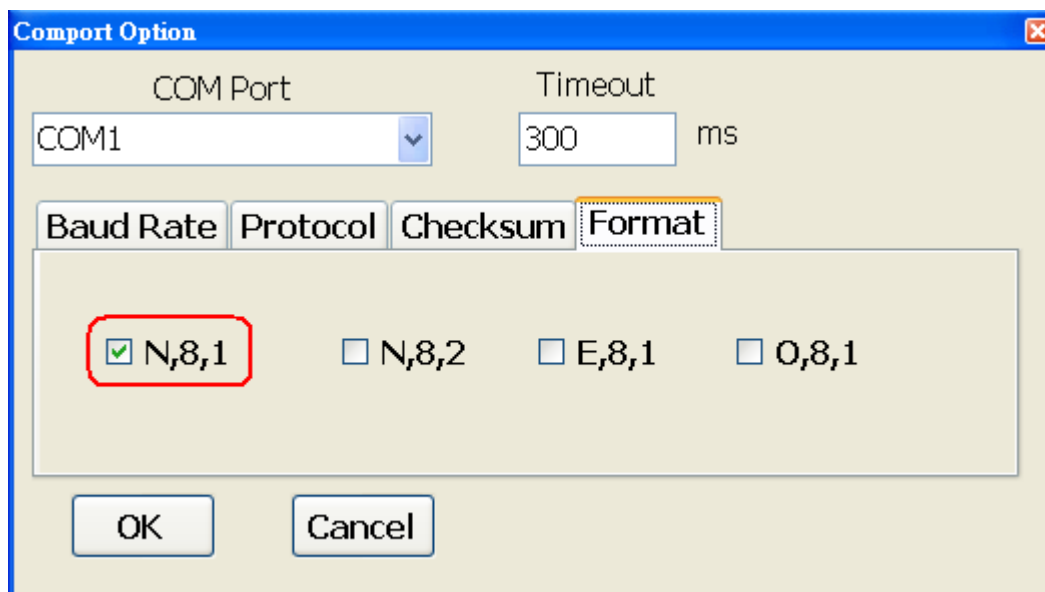 Comport Option
COM Port
Timeout
COM1
300
ms
Baud Rate
Protocol
Checksum
Format
N,8,1
N,8,2
E,8,1
O,8,1
OK
Cancel